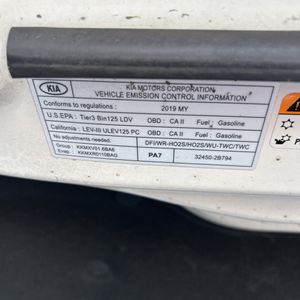 KIA
KIA MOTORS CORPORATION
VEHICLE EMISSION CONTROL INFORMATION
Conforms to regulations : 2019 MY
U.S.EPA : Tier3 Bin125 LDV OBD : CA II Fuel : Gasoline
California : LEV-III ULEV125 PC OBD : CA II Fuel : Gasoline
No adjustments needed. DFI/WR-HO2S/HO2S/WU-TWC/TWC
Group : KKMXV01.6BA6
Evap : KKMXR0110BAG PA7 32450-2B794